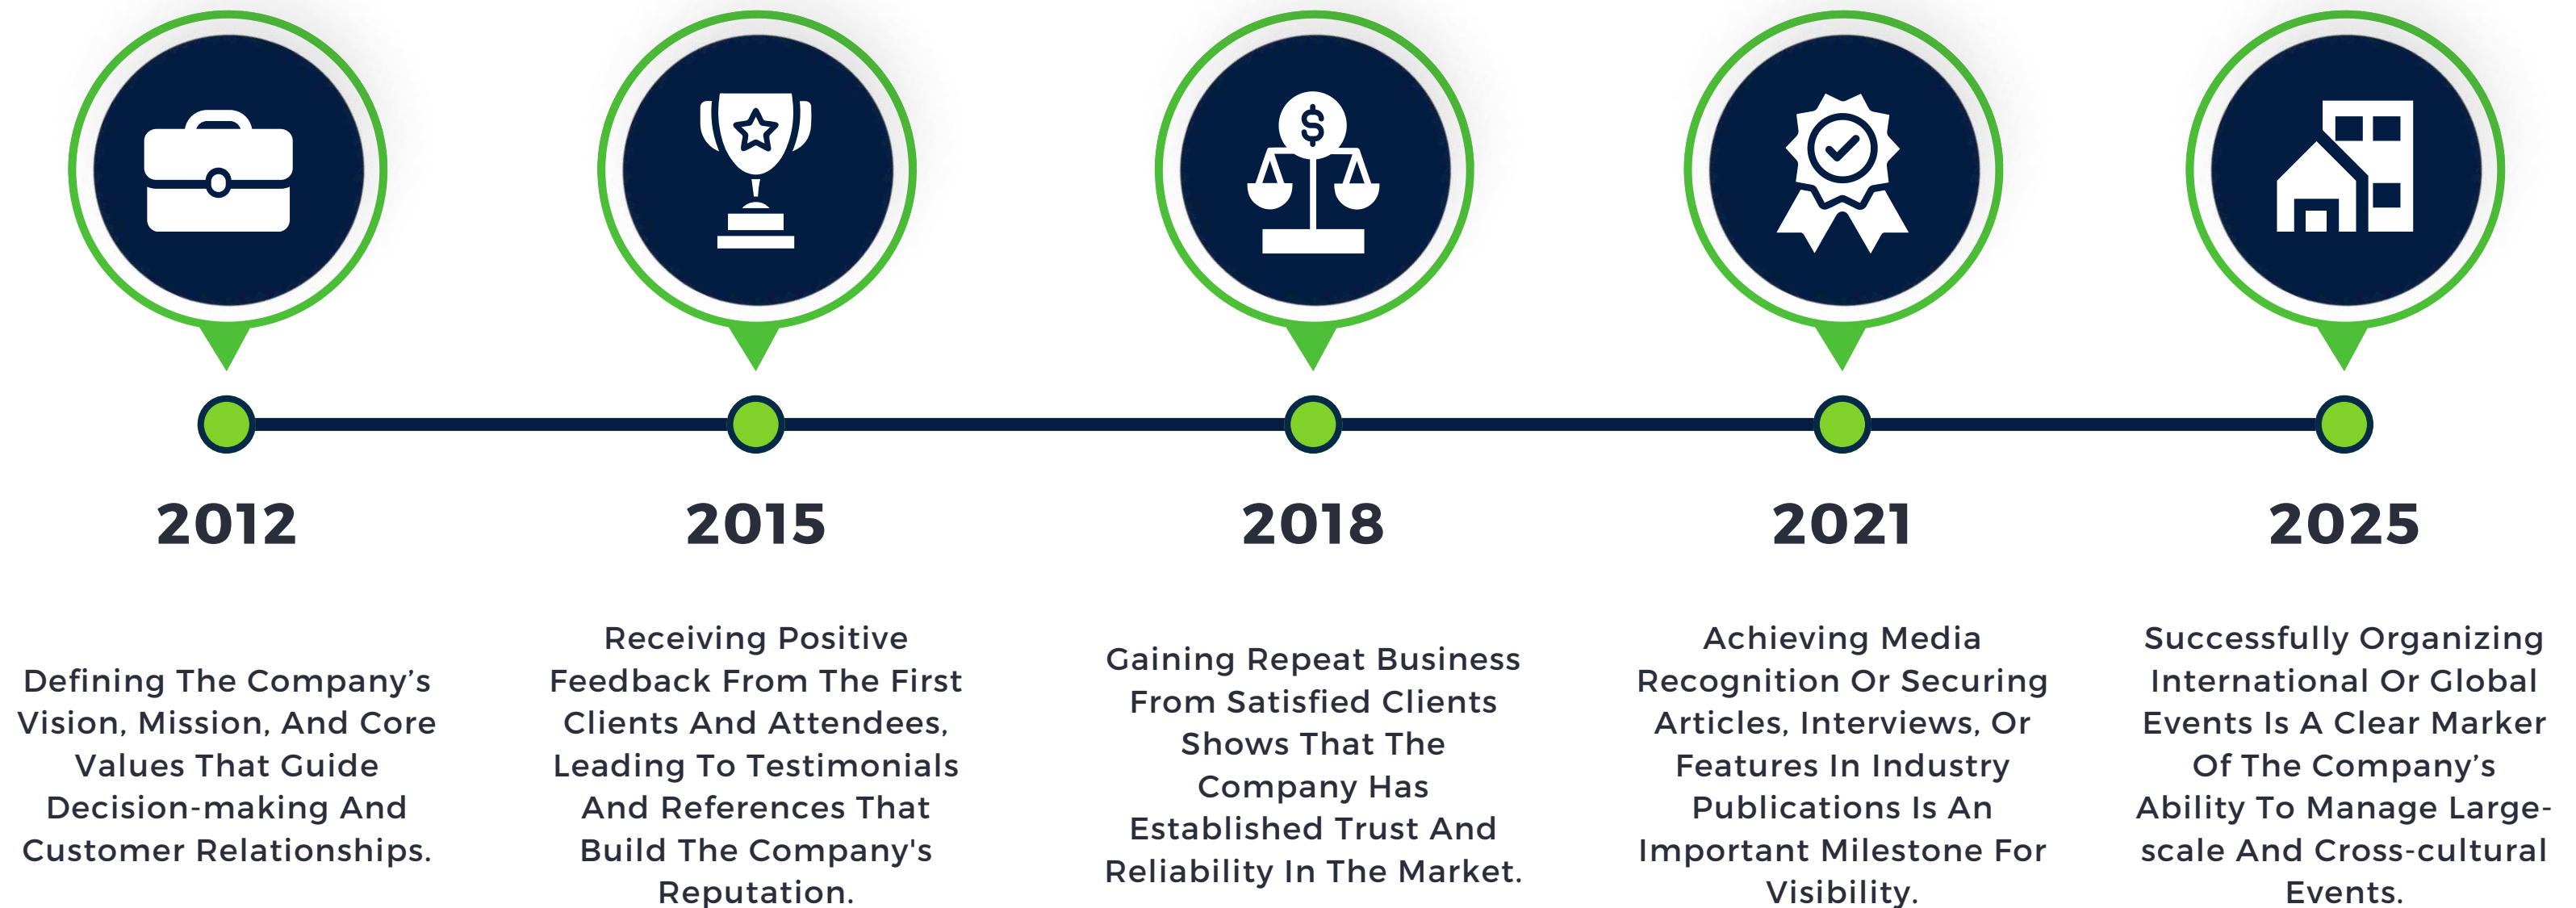 $
2012
Defining The Company’s
Vision, Mission, And Core
Values That Guide
Decision-making And
Customer Relationships.
2015
Receiving Positive
Feedback From The First
Clients And Attendees,
Leading To Testimonials
And References That
Build The Company's
Reputation.
2018
Gaining Repeat Business
From Satisfied Clients
Shows That The
Company Has
Established Trust And
Reliability In The Market.
2021
Achieving Media
Recognition Or Securing
Articles, Interviews, Or
Features In Industry
Publications Is An
Important Milestone For
Visibility.
2025
Successfully Organizing
International Or Global
Events Is A Clear Marker
Of The Company’s
Ability To Manage Large-
scale And Cross-cultural
Events.